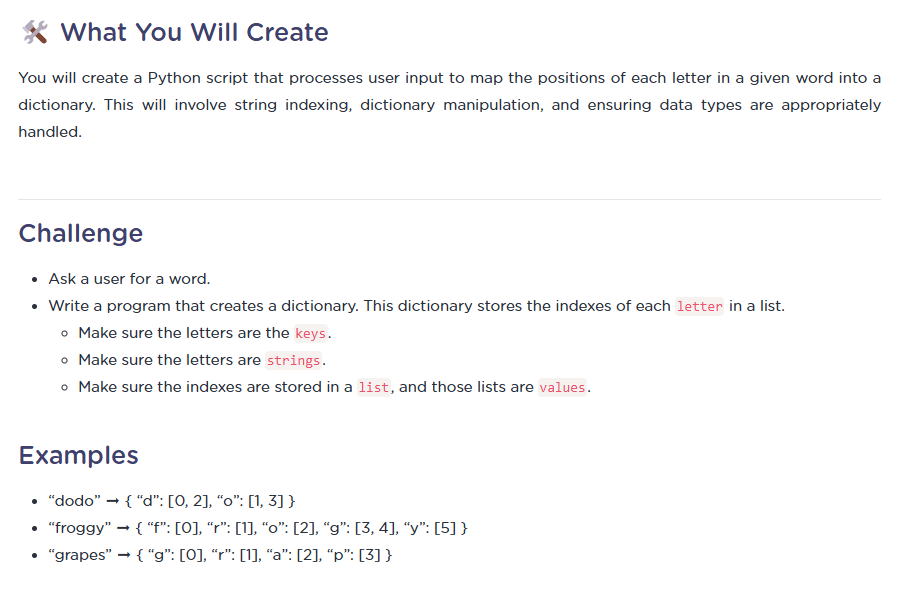 🛠 What You Will Create
You will create a Python script that processes user input to map the positions of each letter in a given word into a
dictionary. This will involve string indexing, dictionary manipulation, and ensuring data types are appropriately
handled.
Challenge
• Ask a user for a word.
• Write a program that creates a dictionary. This dictionary stores the indexes of each letter in a list.
◦ Make sure the letters are the keys.
◦ Make sure the letters are strings.
◦ Make sure the indexes are stored in a list, and those lists are values.
Examples
• “dodo” ➞ { “d”: [0, 2], “o”: [1, 3] }
• “froggy” ➞ { “f”: [0], “r”: [1], “o”: [2], “g”: [3, 4], “y”: [5] }
• “grapes” ➞ { “g”: [0], “r”: [1], “a”: [2], “p”: [3] }